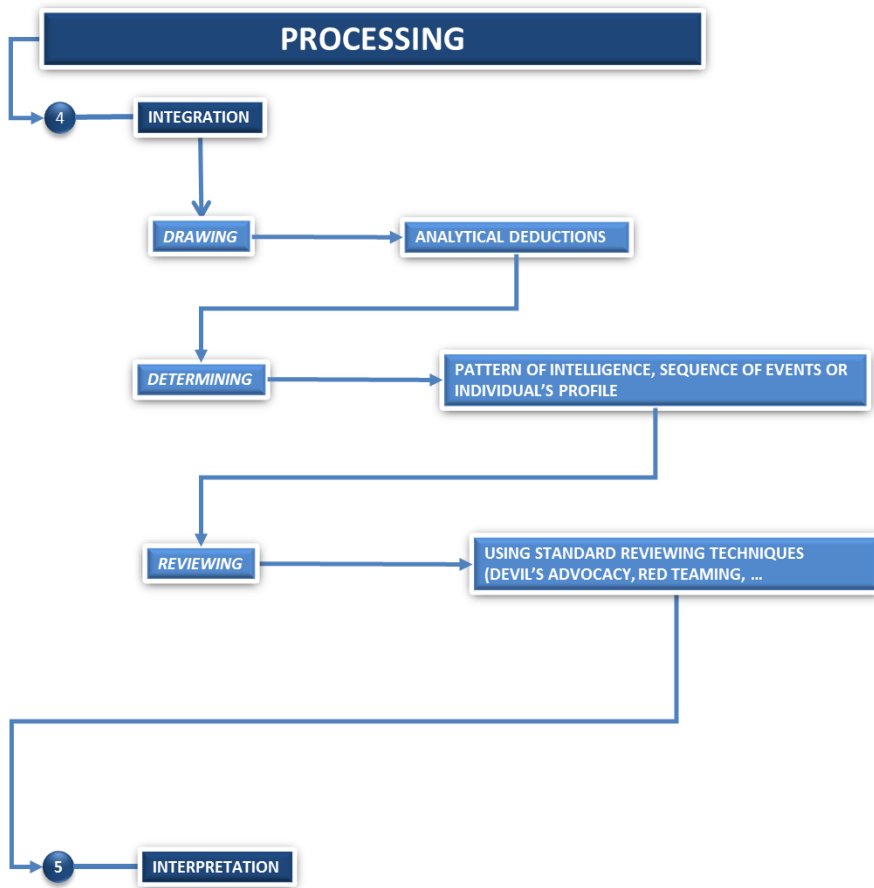 PROCESSING
4
INTEGRATION
DRAWING
ANALYTICAL DEDUCTIONS
DETERMINING
PATTERN OF INTELLIGENCE, SEQUENCE OF EVENTS OR
INDIVIDUAL'S PROFILE
REVIEWING
USING STANDARD REVIEWING TECHNIQUES
(DEVIL'S ADVOCACY, RED TEAMING, ...
5
INTERPRETATION